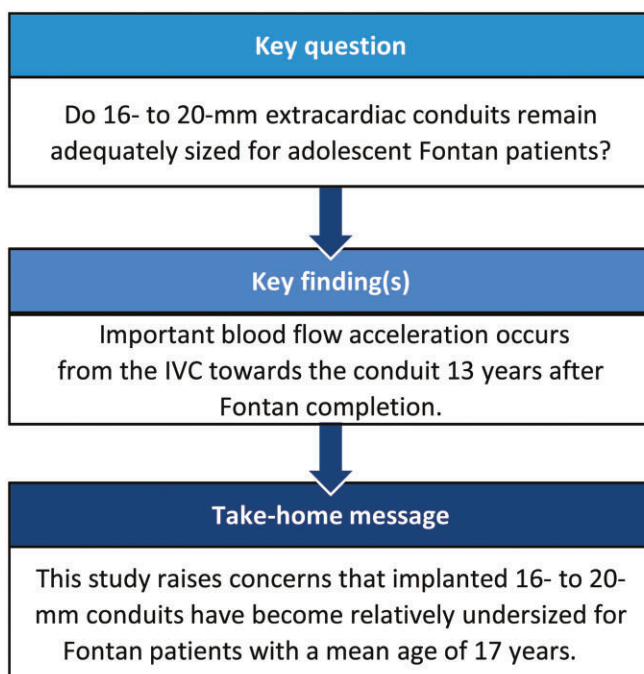 Key question
Do 16- to 20-mm extracardiac conduits remain
adequately sized for adolescent Fontan patients?
Key finding(s)
Important blood flow acceleration occurs
from the IVC towards the conduit 13 years after
Fontan completion.
Take-home message
This study raises concerns that implanted 16- to 20-
mm conduits have become relatively undersized for
Fontan patients with a mean age of 17 years.